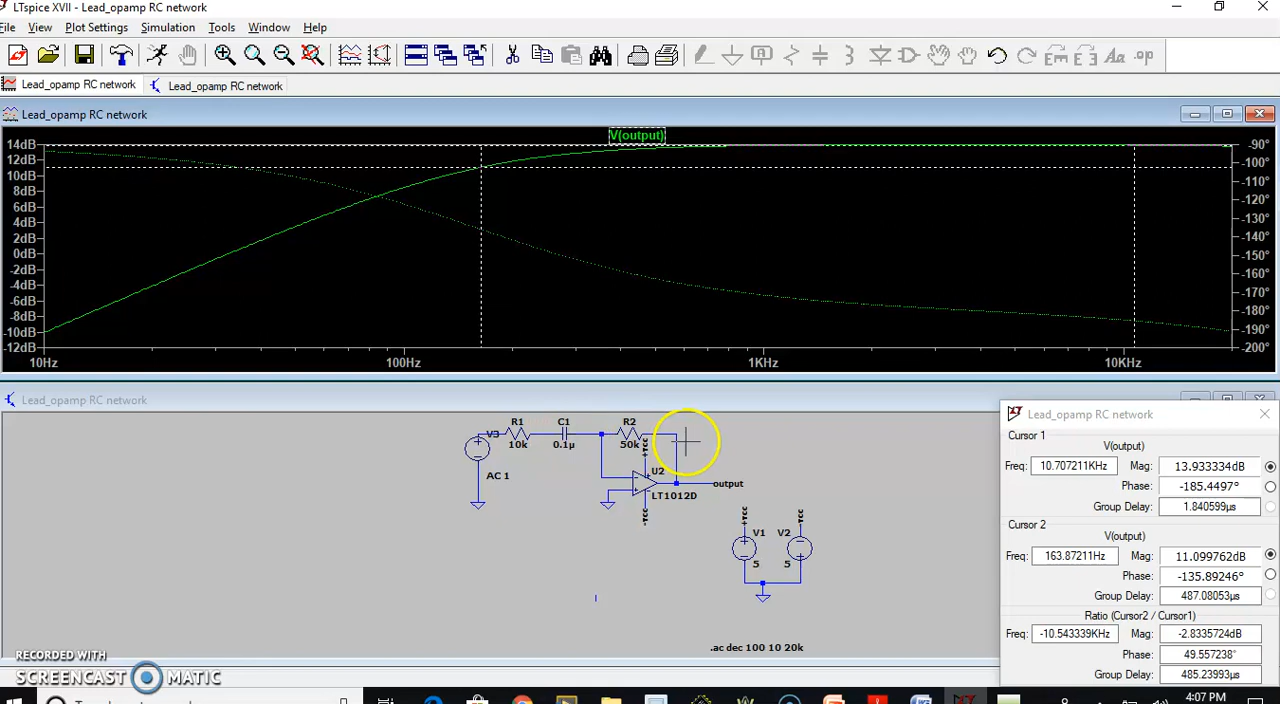 LTspice XVII - Lead_opamp RC network
File View Plot Settings Simulation Tools Window Help
Lead_opamp RC network Lead_opamp RC network
Lead_opamp RC network
V(output)
14dB -90°
12dB -100°
10dB -110°
8dB -120°
6dB -130°
4dB -140°
2dB -150°
0dB -160°
-2dB -170°
-4dB -180°
-6dB -190°
-8dB -200°
-10dB
-12dB
10Hz 100Hz 1KHz 10KHz
Lead_opamp RC network
R1 C1 R2
V3
10k 0.1µ 50k
+VCC
U2
AC 1
output
LT1012D
-VCC
+VCC -VCC
V1 V2
5 5
.ac dec 100 10 20k
Lead_opamp RC network
Cursor 1
V(output)
Freq: 10.707211KHz Mag: 13.933334dB
Phase: -185.4497°
Group Delay: 1.840599µs
Cursor 2
V(output)
Freq: 163.87211Hz Mag: 11.099762dB
Phase: -135.89246°
Group Delay: 487.08053µs
Ratio (Cursor2 / Cursor1)
Freq: -10.543339KHz Mag: -2.8335724dB
Phase: 49.557238°
Group Delay: 485.23993µs
RECORDED WITH
SCREENCAST MATIC
4:07 PM